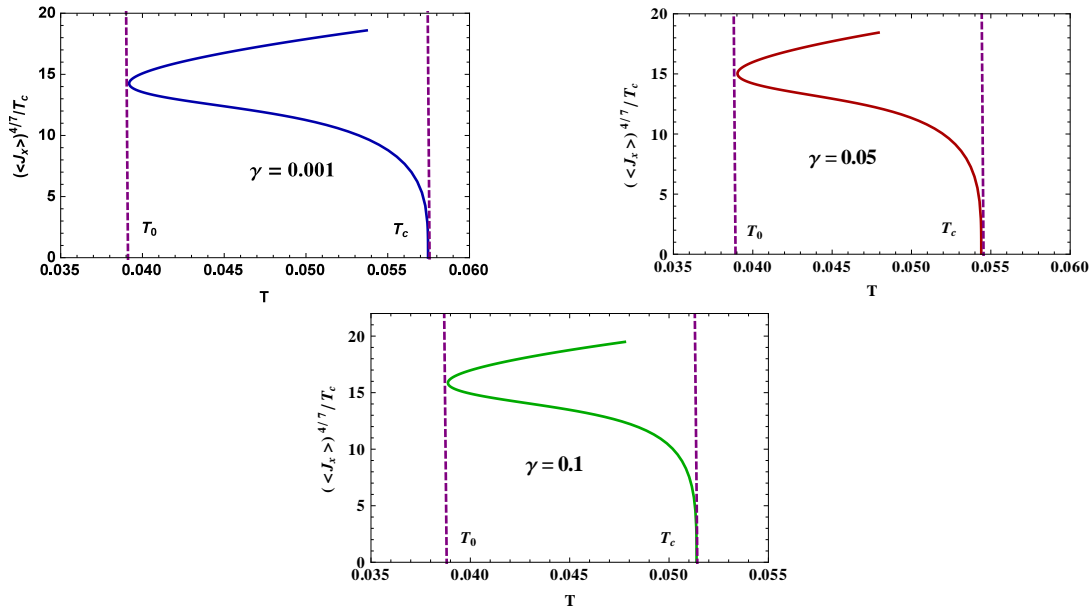 20
15
10
5
0
(<J_x>)^{4/7}/T_c
γ = 0.001
T_0
T_c
0.035 0.040 0.045 0.050 0.055 0.060
T
20
15
10
5
0
(<J_x>)^{4/7}/T_c
γ = 0.05
T_0
T_c
0.035 0.040 0.045 0.050 0.055 0.060
T
20
15
10
5
0
(<J_x>)^{4/7}/T_c
γ = 0.1
T_0
T_c
0.035 0.040 0.045 0.050 0.055
T